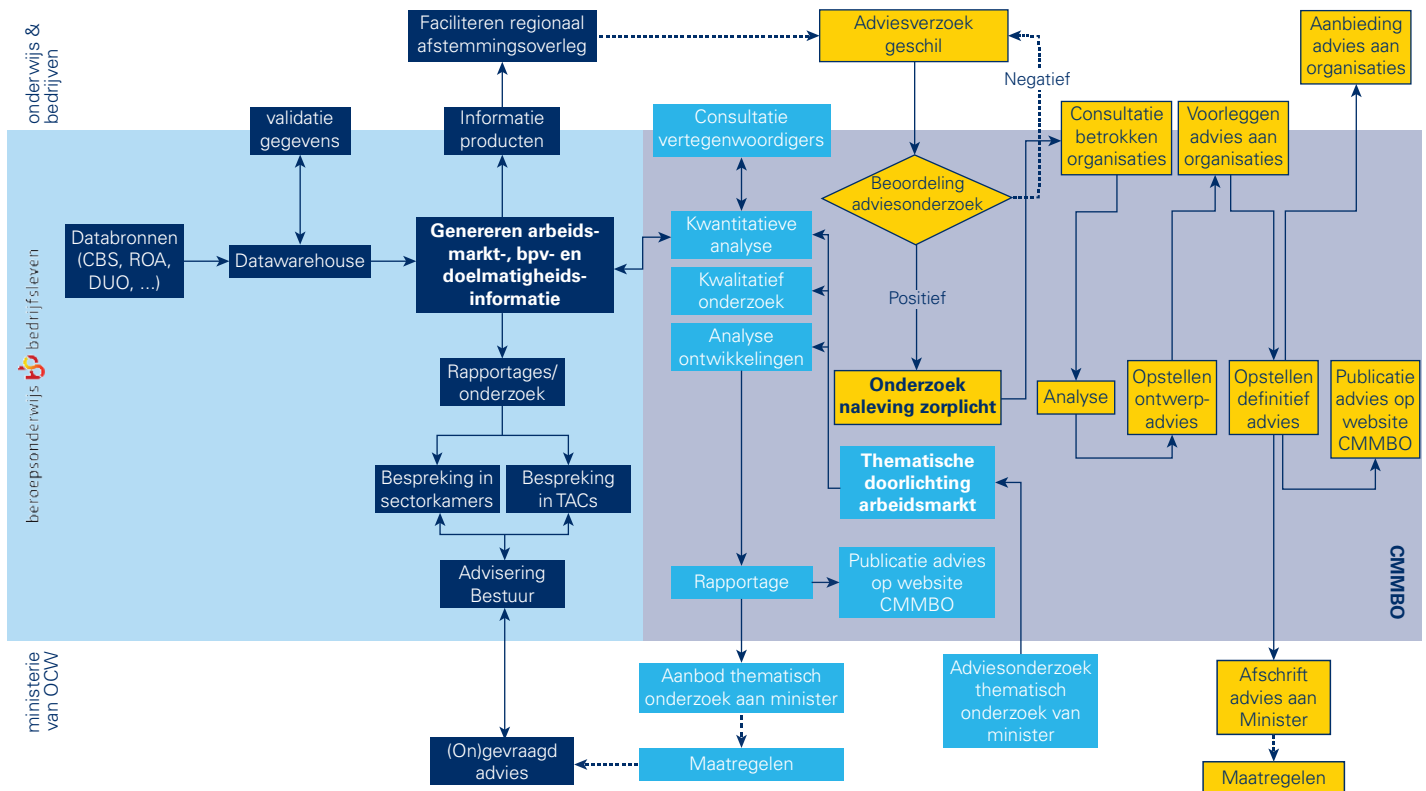 onderwijs &
bedrijven
Faciliteren regionaal
afstemmingsoverleg
Adviesverzoek
geschil
Aanbieding
advies aan
organisaties
Negatief
validatie
gegevens
Informatie
producten
Consultatie
vertegenwoordigers
Consultatie
betrokken
organisaties
Voorleggen
advies aan
organisaties
Beoordeling
adviesonderzoek
Databronnen
(CBS, ROA,
DUO, ...)
Datawarehouse
Genereren arbeids-
markt-, bpv- en
doelmatigheids-
informatie
Kwantitatieve
analyse
Kwalitatief
onderzoek
Analyse
ontwikkelingen
Positief
beroepsonderwijs bedrijfsleven
Rapportages/
onderzoek
Onderzoek
naleving zorplicht
Analyse
Opstellen
ontwerp-
advies
Opstellen
definitief
advies
Publicatie
advies op
website
CMMBO
Bespreking in
sectorkamers
Bespreking
in TACs
Thematische
doorlichting
arbeidsmarkt
Advisering
Bestuur
Rapportage
Publicatie advies
op website
CMMBO
CMMBO
ministerie
van OCW
Aanbod thematisch
onderzoek aan minister
Adviesonderzoek
thematisch
onderzoek van
minister
Afschrift
advies aan
Minister
(On)gevraagd
advies
Maatregelen
Maatregelen